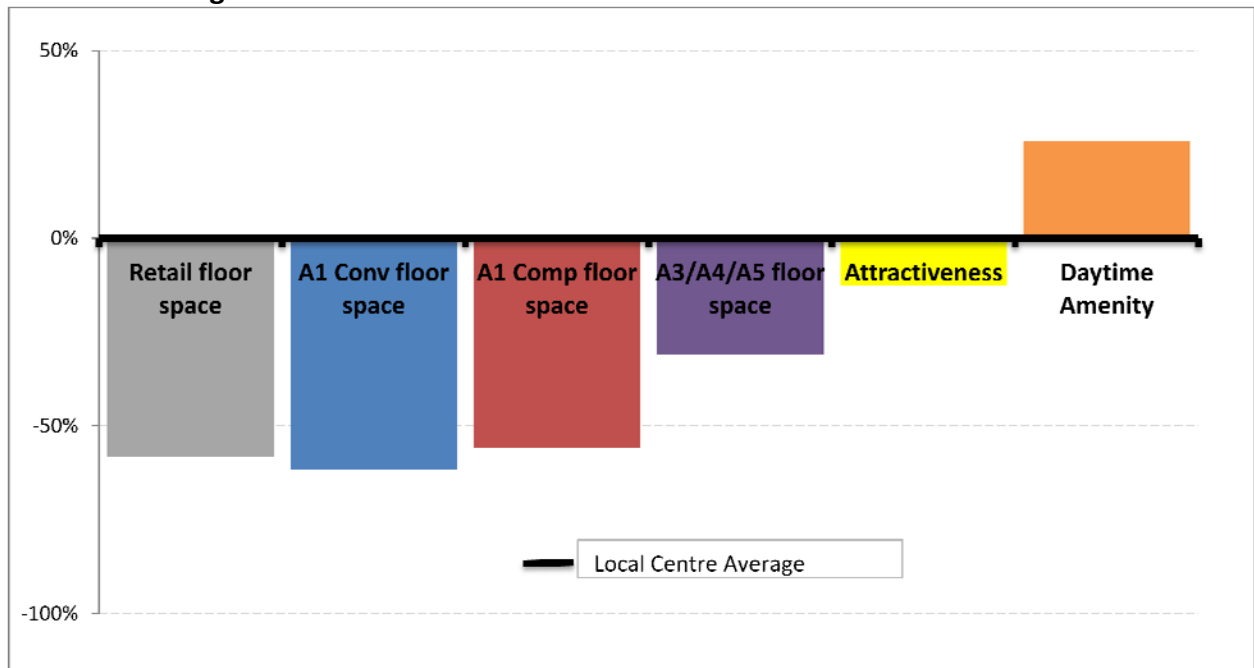 50%
0%
Retail floor
space
A1 Conv floor
space
A1 Comp floor
space
A3/A4/A5 floor
space
Attractiveness
Daytime
Amenity
-50%
Local Centre Average
-100%